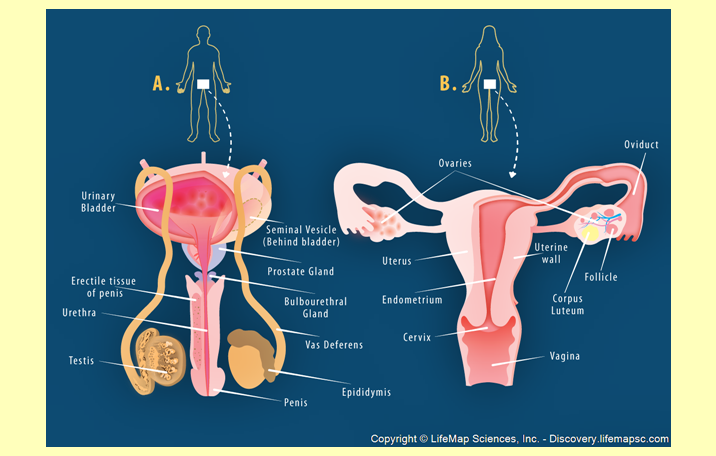 A.
B.
Urinary
Bladder
Seminal Vesicle
(Behind bladder)
Prostate Gland
Erectile tissue
of penis
Bulbourethral
Gland
Urethra
Vas Deferens
Testis
Epididymis
Penis
Ovaries
Oviduct
Uterus
Uterine
wall
Follicle
Endometrium
Corpus
Luteum
Cervix
Vagina
Copyright © LifeMap Sciences, Inc. - Discovery.lifemapsc.com